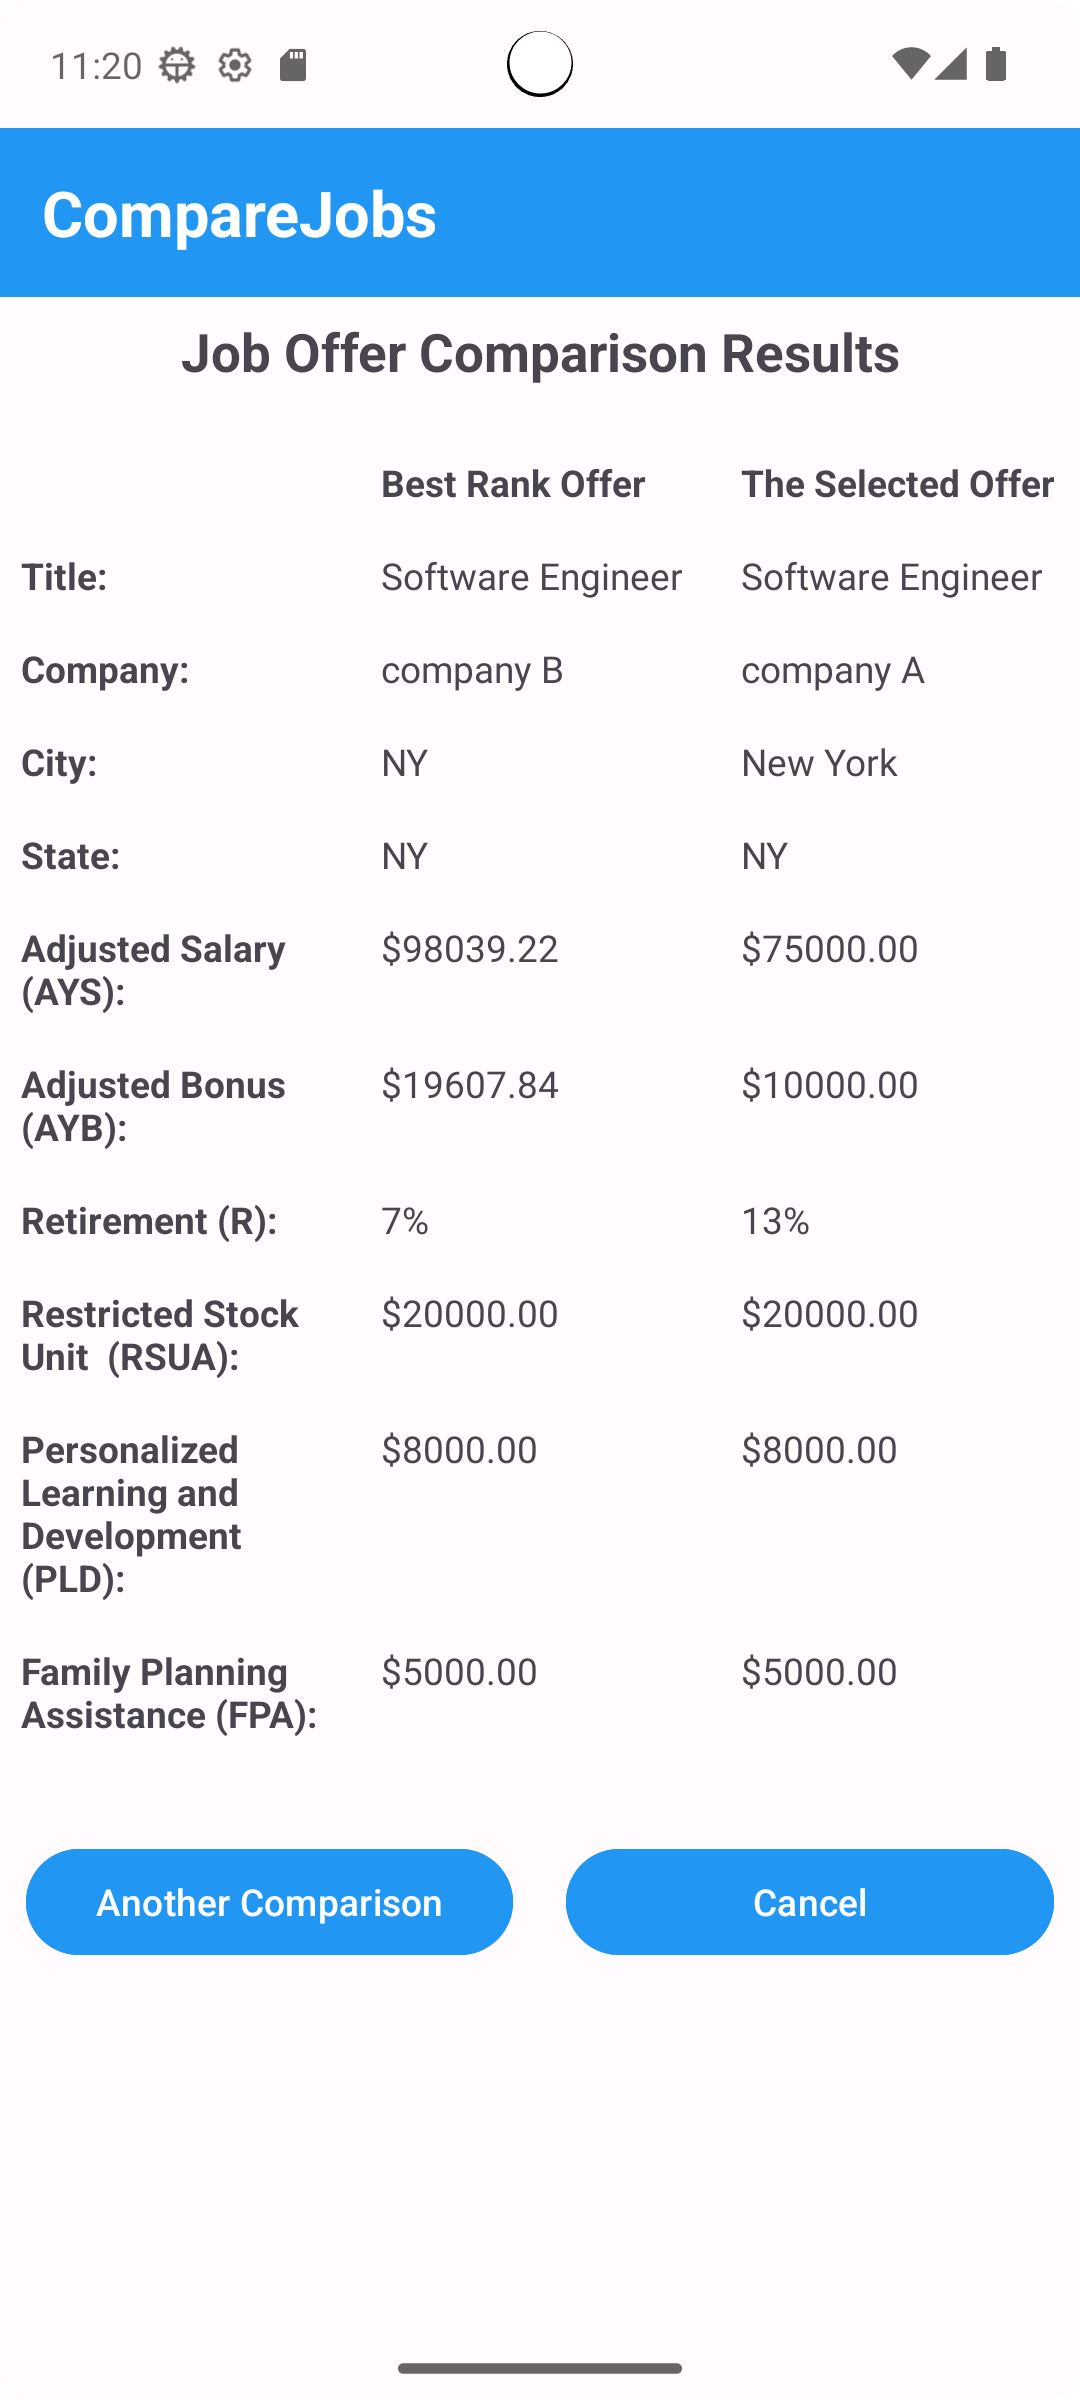 11:20
CompareJobs
Job Offer Comparison Results
Best Rank Offer The Selected Offer
Title: Software Engineer Software Engineer
Company: company B company A
City: NY New York
State: NY NY
Adjusted Salary $98039.22 $75000.00
(AYS):
Adjusted Bonus $19607.84 $10000.00
(AYB):
Retirement (R): 7% 13%
Restricted Stock $20000.00 $20000.00
Unit  (RSUA):
Personalized $8000.00 $8000.00
Learning and
Development
(PLD):
Family Planning $5000.00 $5000.00
Assistance (FPA):
Another Comparison Cancel